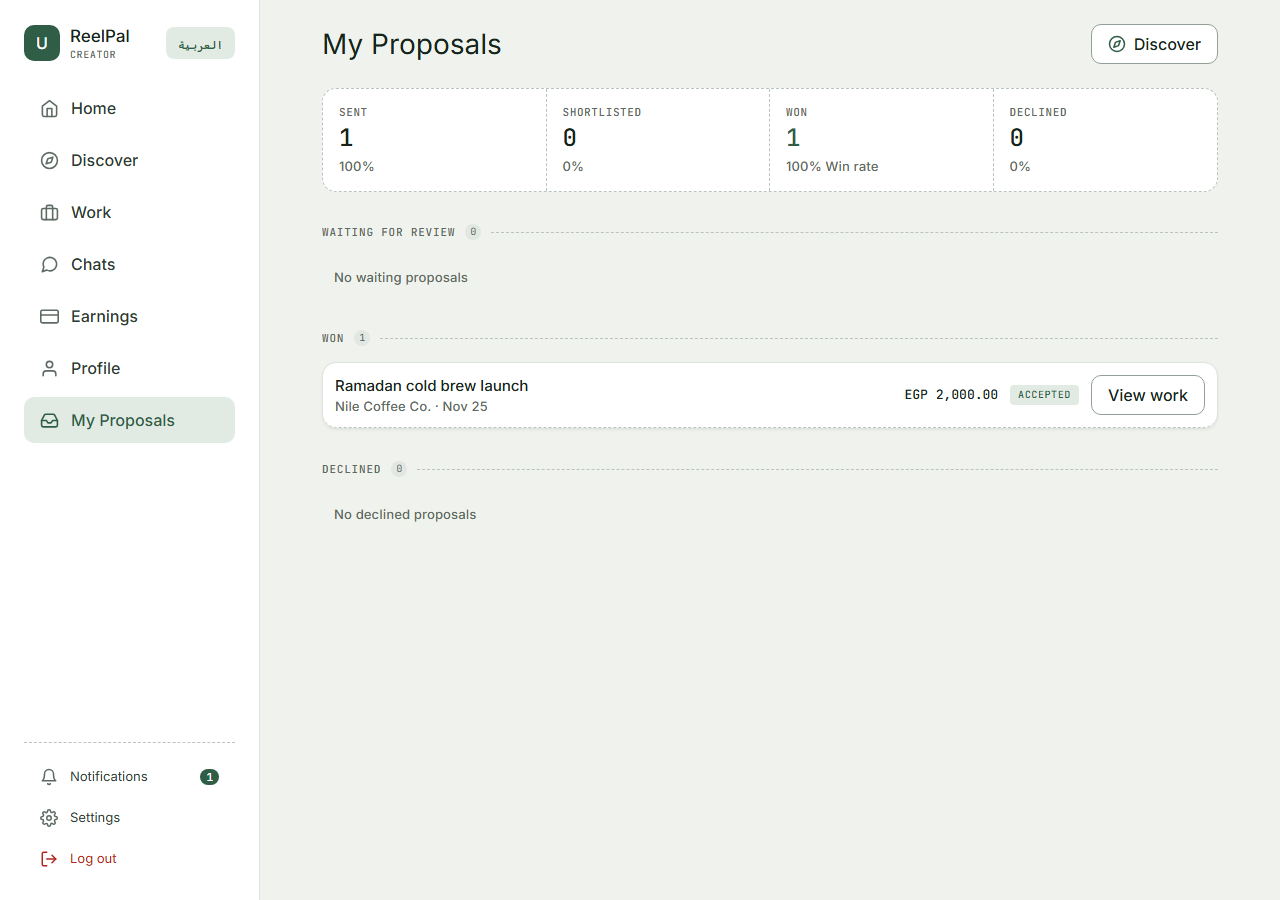 U
ReelPal
CREATOR
العربية
Home
Discover
Work
Chats
Earnings
Profile
My Proposals
Notifications 1
Settings
Log out
My Proposals
Discover
SENT
1
100%
SHORTLISTED
0
0%
WON
1
100% Win rate
DECLINED
0
0%
WAITING FOR REVIEW 0
No waiting proposals
WON 1
Ramadan cold brew launch
Nile Coffee Co. · Nov 25
EGP 2,000.00 ACCEPTED View work
DECLINED 0
No declined proposals